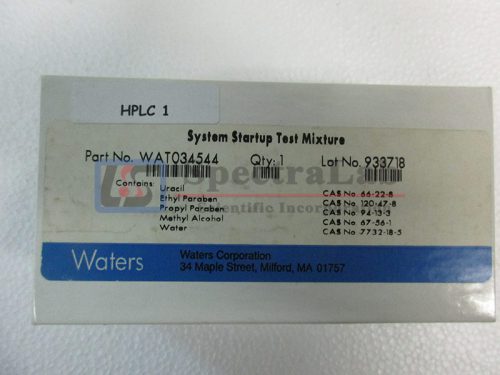 HPLC 1
System Startup Test Mixture
Part No. WAT034544 Qty: 1 Lot No. 933718
Contains: Uracil CAS No. 66-22-8
Ethyl Paraben CAS No. 120-47-8
Propyl Paraben CAS No. 94-13-3
Methyl Alcohol CAS No. 67-56-1
Water CAS No. 7732-18-5
SpectraLab
Scientific Incor
Waters
Waters Corporation
34 Maple Street, Milford, MA 01757